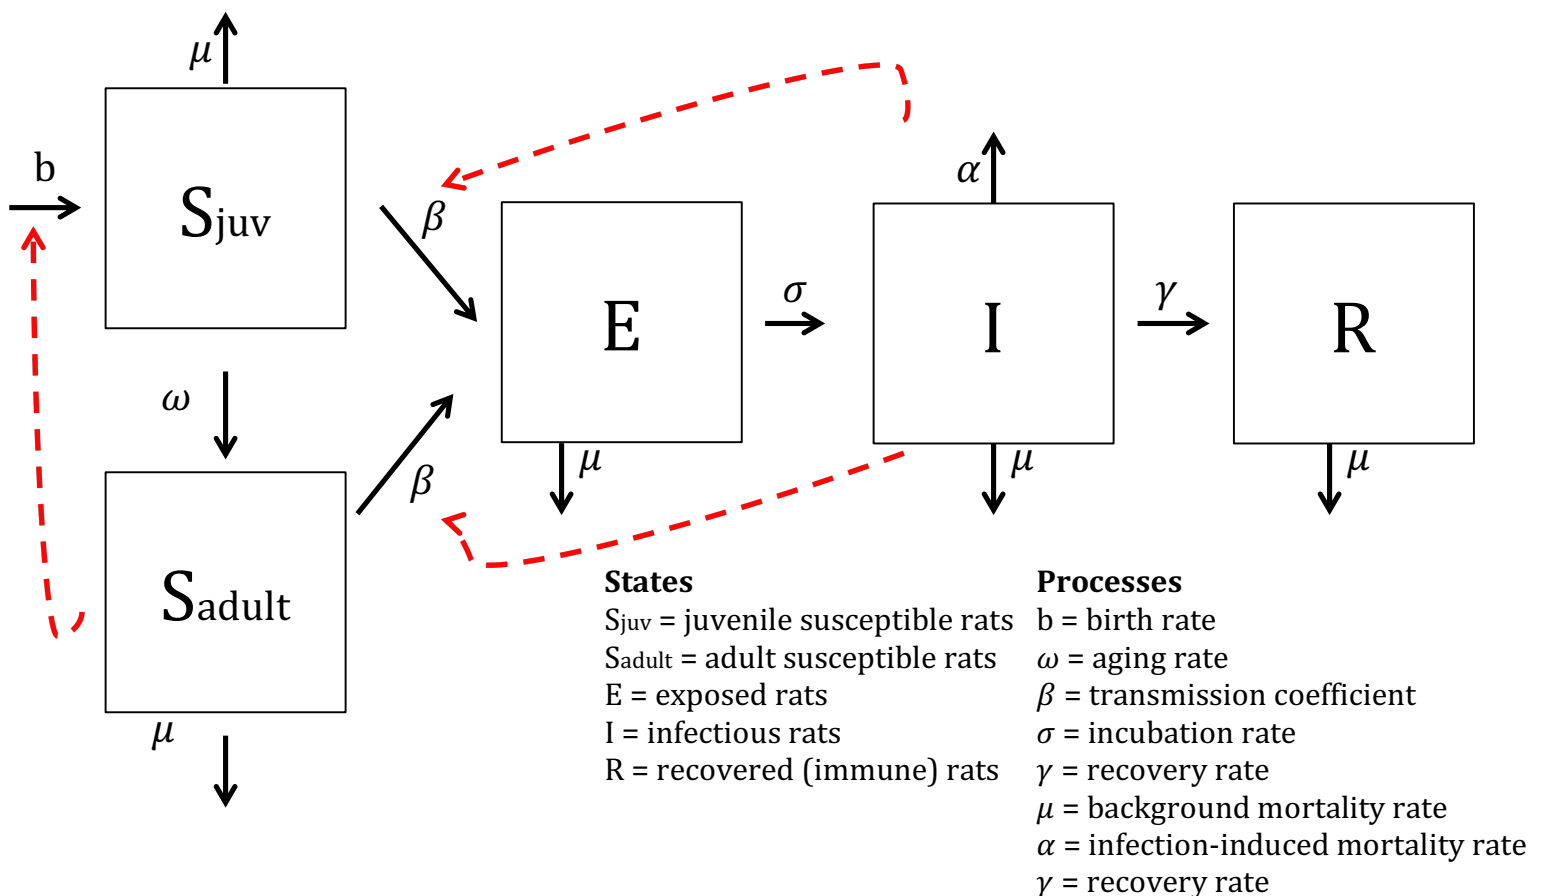 μ
b
Sjuv
β
α
E
σ
I
γ
R
ω
μ
μ
μ
β
Sadult
μ
States
Sjuv = juvenile susceptible rats
Sadult = adult susceptible rats
E = exposed rats
I = infectious rats
R = recovered (immune) rats
Processes
b = birth rate
ω = aging rate
β = transmission coefficient
σ = incubation rate
γ = recovery rate
μ = background mortality rate
α = infection-induced mortality rate
γ = recovery rate